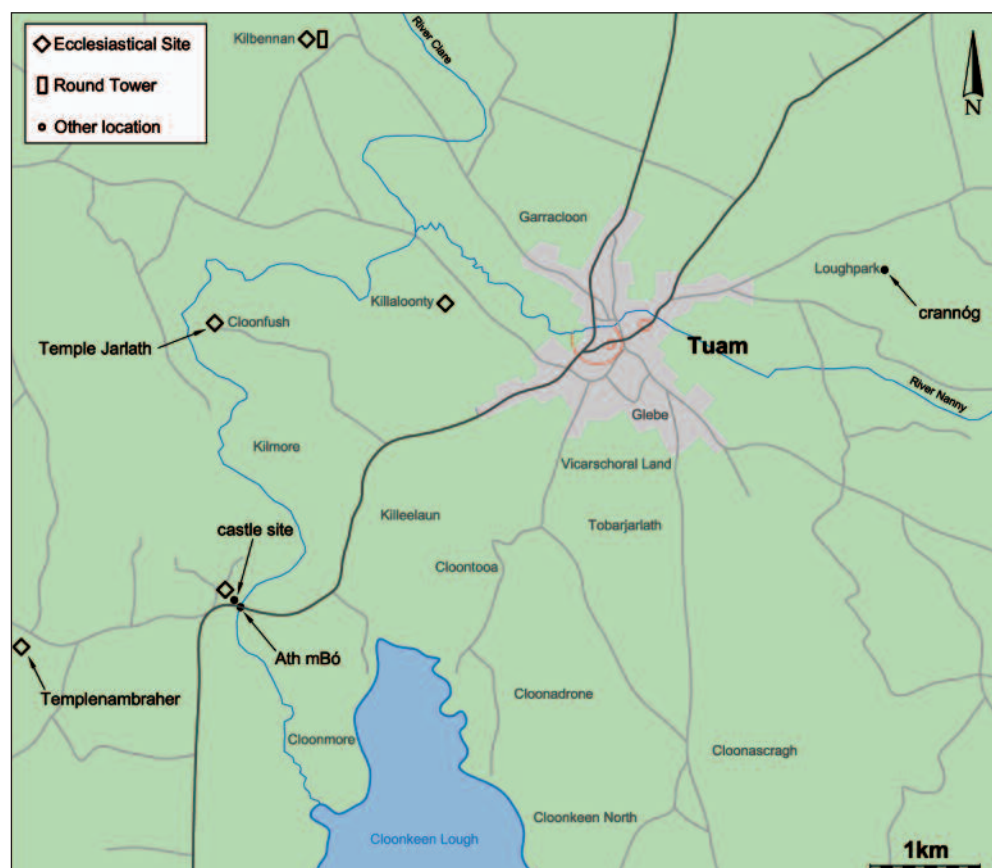 Ecclesiastical Site
Round Tower
Other location
Kilbennan
River Clare
N
Garracloon
Loughpark
crannóg
Killaloonty
Cloonfush
Temple Jarlath
Tuam
River Nanny
Glebe
Kilmore
Vicarschoral Land
Killeelaun
Tobarjarlath
castle site
Cloontooa
Ath mBó
Templenambraher
Cloonadrone
Cloonmore
Cloonascragh
Cloonkeen North
Cloonkeen Lough
1km